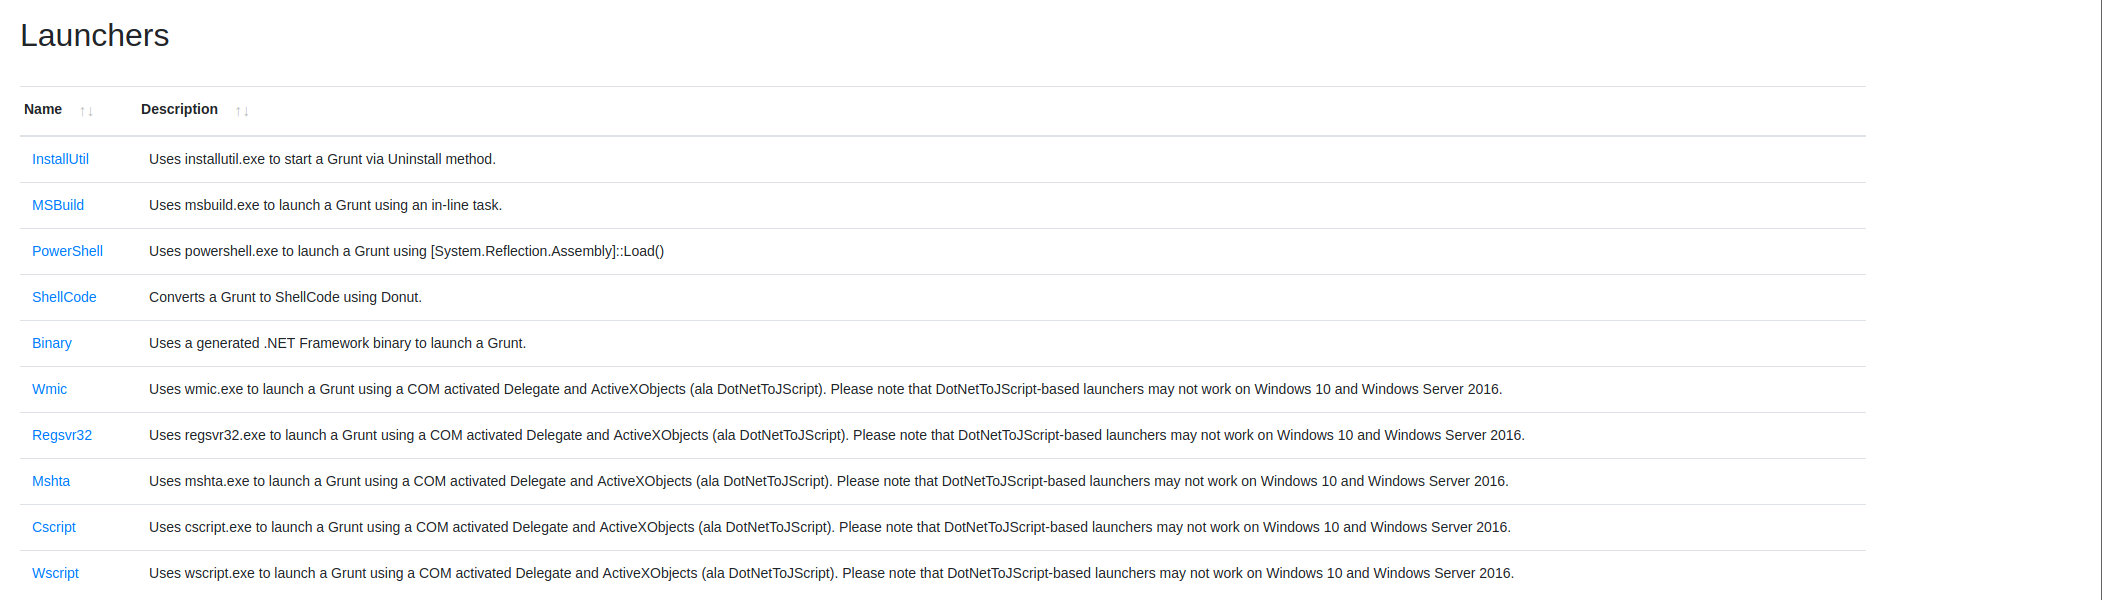 Launchers
Name ↑↓ Description ↑↓
InstallUtil Uses installutil.exe to start a Grunt via Uninstall method.
MSBuild Uses msbuild.exe to launch a Grunt using an in-line task.
PowerShell Uses powershell.exe to launch a Grunt using [System.Reflection.Assembly]::Load()
ShellCode Converts a Grunt to ShellCode using Donut.
Binary Uses a generated .NET Framework binary to launch a Grunt.
Wmic Uses wmic.exe to launch a Grunt using a COM activated Delegate and ActiveXObjects (ala DotNetToJScript). Please note that DotNetToJScript-based launchers may not work on Windows 10 and Windows Server 2016.
Regsvr32 Uses regsvr32.exe to launch a Grunt using a COM activated Delegate and ActiveXObjects (ala DotNetToJScript). Please note that DotNetToJScript-based launchers may not work on Windows 10 and Windows Server 2016.
Mshta Uses mshta.exe to launch a Grunt using a COM activated Delegate and ActiveXObjects (ala DotNetToJScript). Please note that DotNetToJScript-based launchers may not work on Windows 10 and Windows Server 2016.
Cscript Uses cscript.exe to launch a Grunt using a COM activated Delegate and ActiveXObjects (ala DotNetToJScript). Please note that DotNetToJScript-based launchers may not work on Windows 10 and Windows Server 2016.
Wscript Uses wscript.exe to launch a Grunt using a COM activated Delegate and ActiveXObjects (ala DotNetToJScript). Please note that DotNetToJScript-based launchers may not work on Windows 10 and Windows Server 2016.